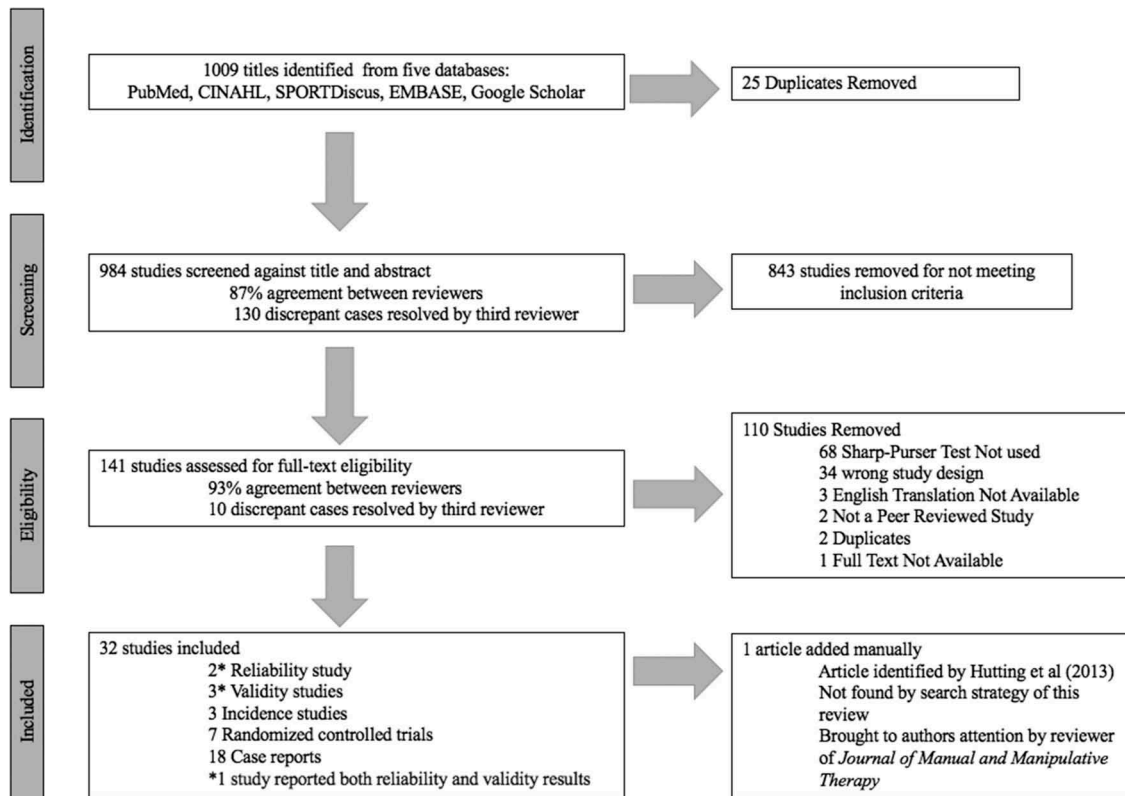 Identification
1009 titles identified from five databases:
PubMed, CINAHL, SPORTDiscus, EMBASE, Google Scholar
25 Duplicates Removed
Screening
984 studies screened against title and abstract
87% agreement between reviewers
130 discrepant cases resolved by third reviewer
843 studies removed for not meeting
inclusion criteria
Eligibility
141 studies assessed for full-text eligibility
93% agreement between reviewers
10 discrepant cases resolved by third reviewer
110 Studies Removed
68 Sharp-Purser Test Not used
34 wrong study design
3 English Translation Not Available
2 Not a Peer Reviewed Study
2 Duplicates
1 Full Text Not Available
Included
32 studies included
2* Reliability study
3* Validity studies
3 Incidence studies
7 Randomized controlled trials
18 Case reports
*1 study reported both reliability and validity results
1 article added manually
Article identified by Hutting et al (2013)
Not found by search strategy of this
review
Brought to authors attention by reviewer
of Journal of Manual and Manipulative
Therapy